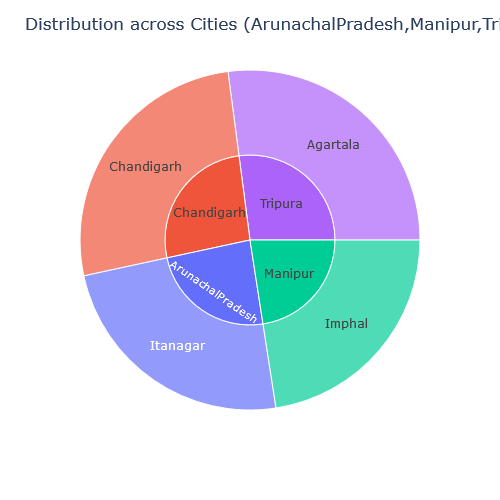 Distribution across Cities (ArunachalPradesh,Manipur,Tri
Agartala
Chandigarh
Tripura
Chandigarh
Manipur
ArunachalPradesh
Imphal
Itanagar